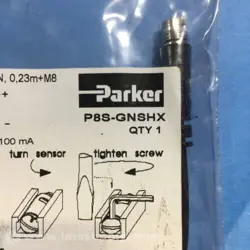 N, 0,23m+M8
Parker
P8S-GNSHX
QTY 1
100 mA
turn sensor
tighten screw